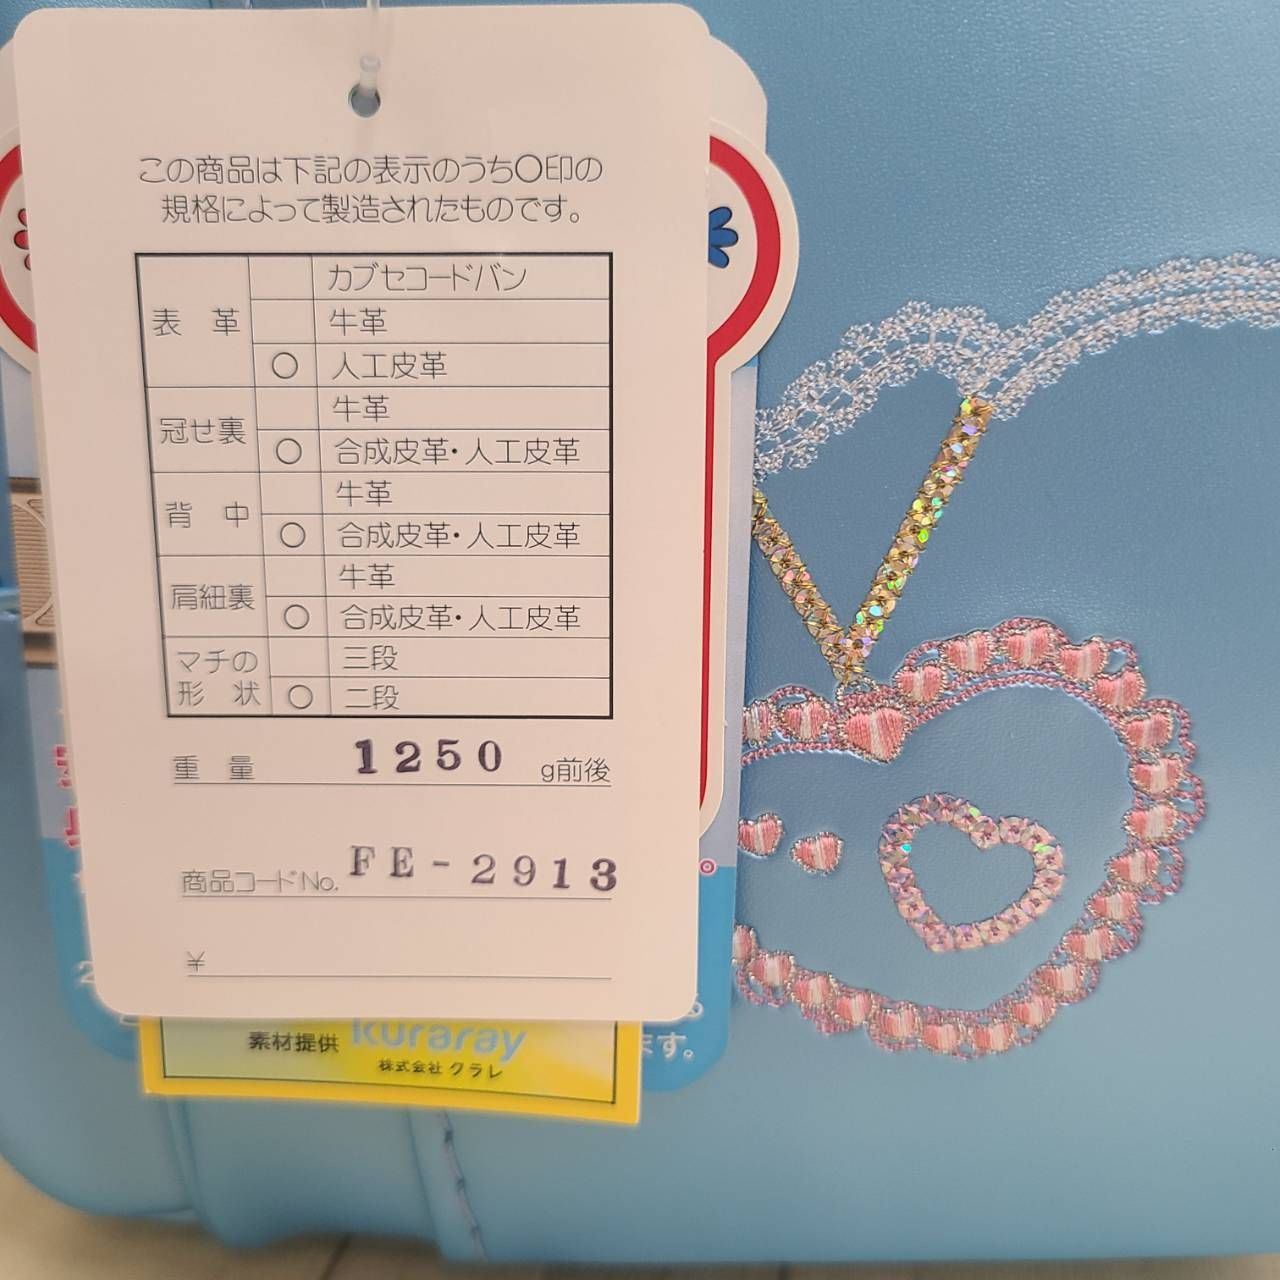 この商品は下記の表示のうち〇印の
規格によって製造されたものです。
表 革
カブセコードバン
牛革
〇 人工皮革
冠せ裏
牛革
〇 合成皮革・人工皮革
背 中
牛革
〇 合成皮革・人工皮革
肩紐裏
牛革
〇 合成皮革・人工皮革
マチの
形 状
三段
〇 二段
重 量 1250 g前後
商品コードNo. FE-2913
¥
素材提供 kuraray
株式会社 クラレ
ます。